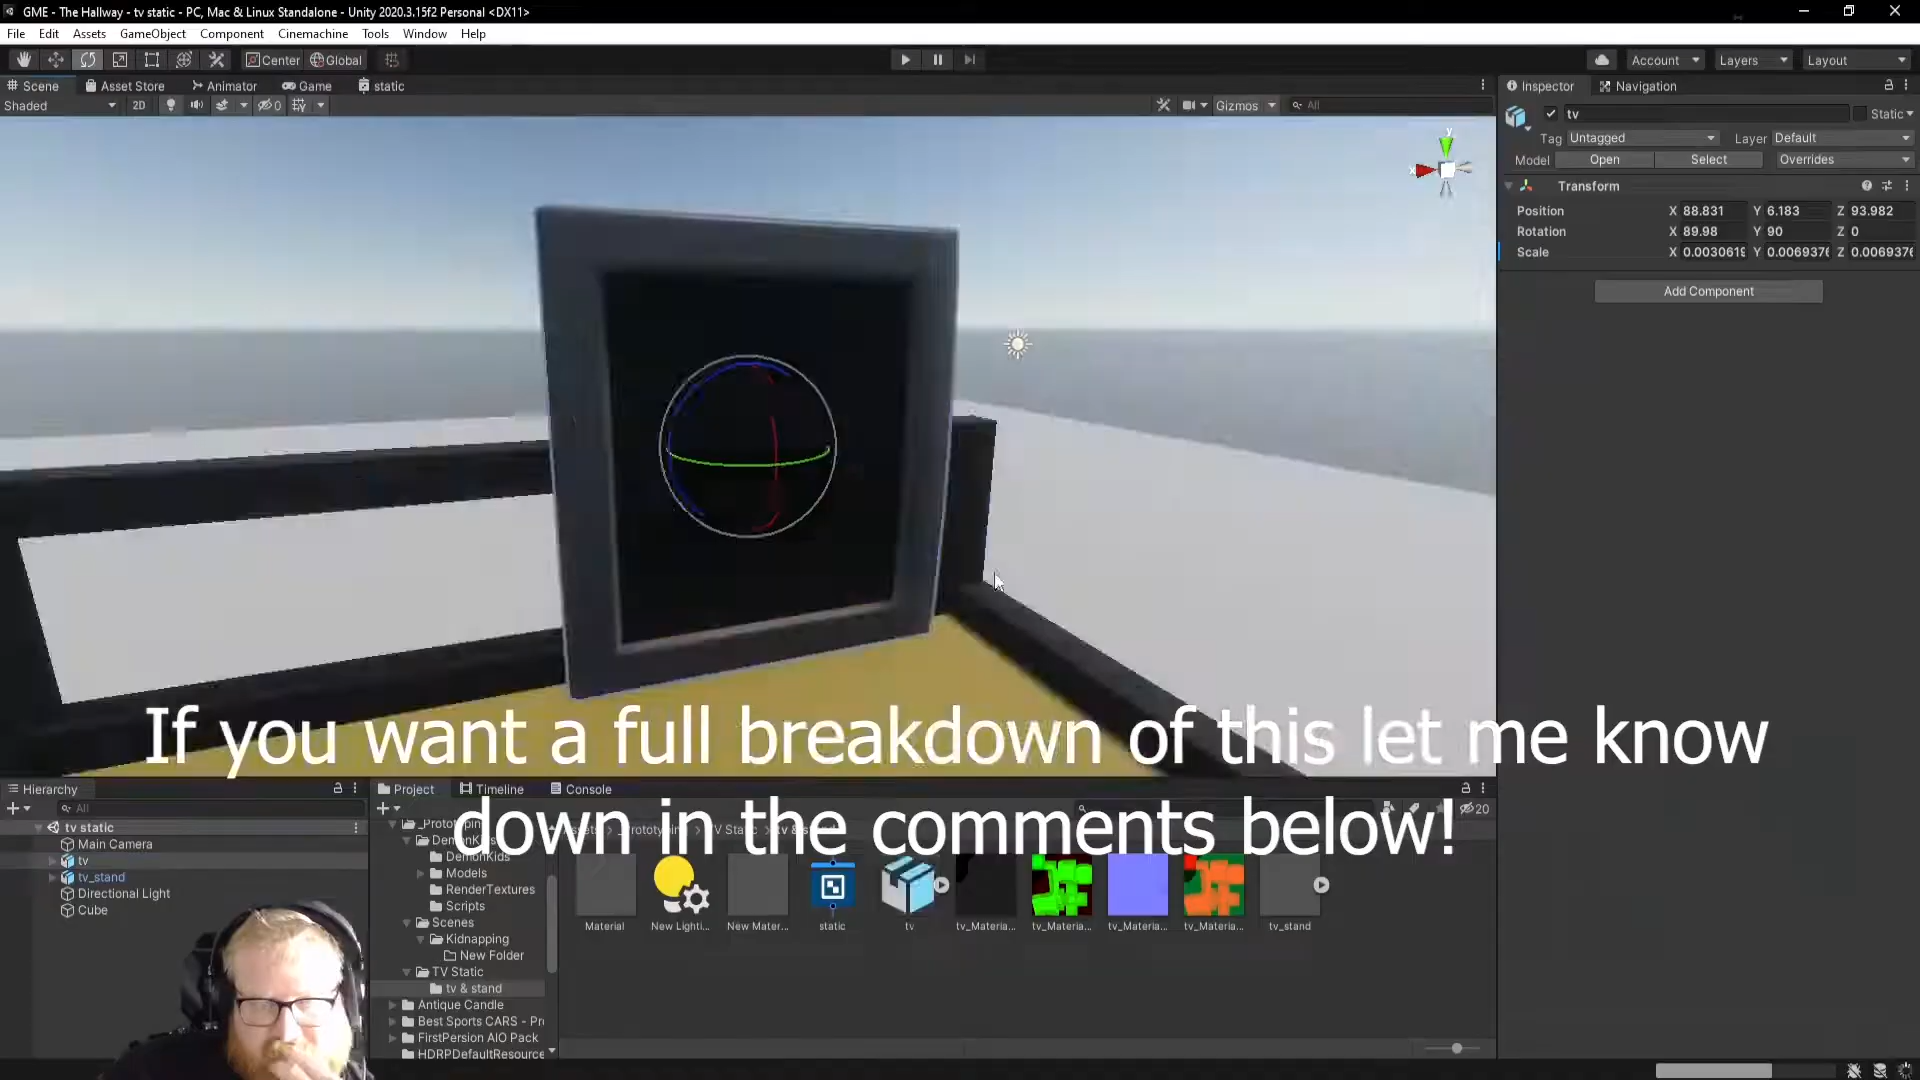 GME - The Hallway - tv static - PC, Mac & Linux Standalone - Unity 2020.3.15f2 Personal <DX11>
File Edit Assets GameObject Component Cinemachine Tools Window Help
Center Global Account Layers Layout
Scene Asset Store Animator Game static
Shaded 2D 0 Gizmos All
Inspector Navigation
tv Static
Tag Untagged Layer Default
Model Open Select Overrides
Transform
Position X 88.831 Y 6.183 Z 93.982
Rotation X 89.98 Y 90 Z 0
Scale X 0.0030619 Y 0.0069376 Z 0.0069376
Add Component
y
x
If you want a full breakdown of this let me know
down in the comments below!
Hierarchy
All
tv static
Main Camera
tv
tv_stand
Directional Light
Cube
Project Timeline Console
20
DemonKids
Models
RenderTextures
Scripts
Scenes
Kidnapping
New Folder
TV Static
tv & stand
Antique Candle
Best Sports CARS - Pr
FirstPersion AIO Pack
HDRPDefaultResource
Material New Lighti... New Mater... static tv tv_Materia... tv_Materia... tv_Materia... tv_Materia... tv_stand